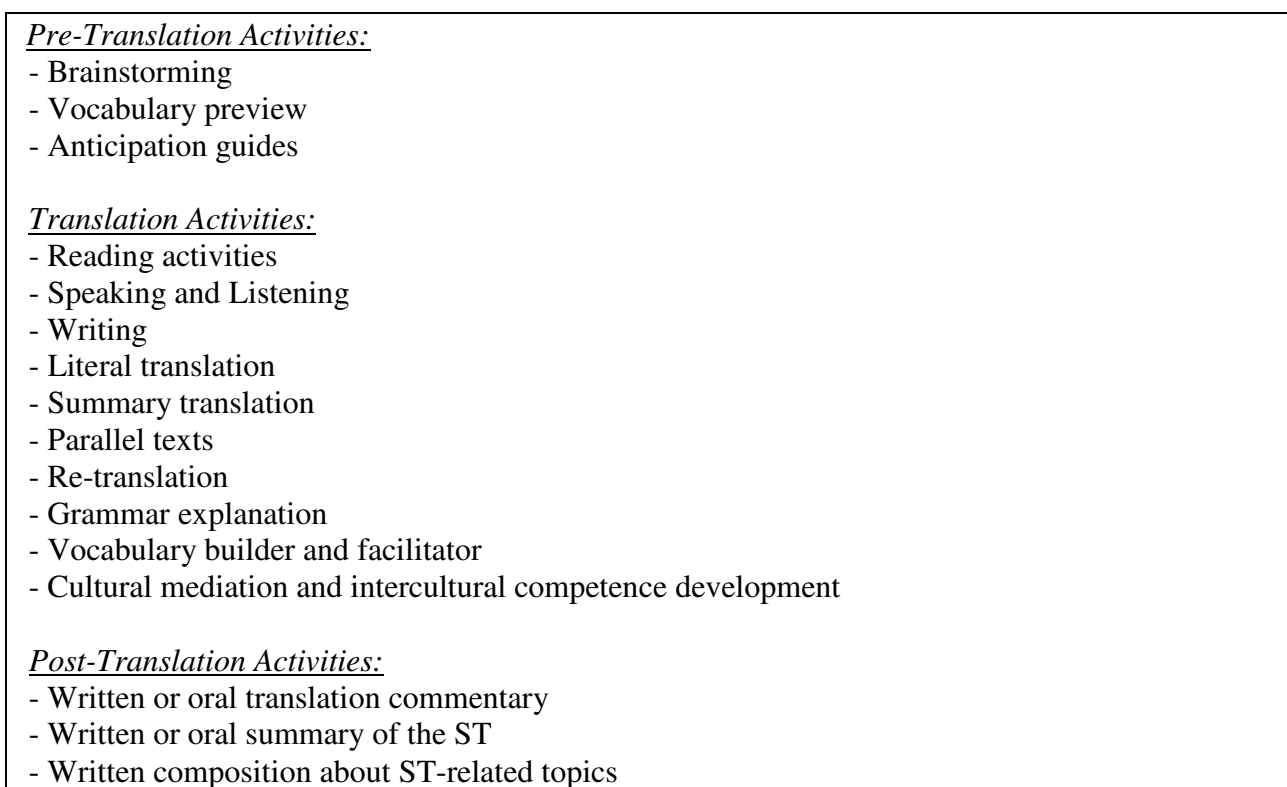 Pre-Translation Activities:
- Brainstorming
- Vocabulary preview
- Anticipation guides
Translation Activities:
- Reading activities
- Speaking and Listening
- Writing
- Literal translation
- Summary translation
- Parallel texts
- Re-translation
- Grammar explanation
- Vocabulary builder and facilitator
- Cultural mediation and intercultural competence development
Post-Translation Activities:
- Written or oral translation commentary
- Written or oral summary of the ST
- Written composition about ST-related topics